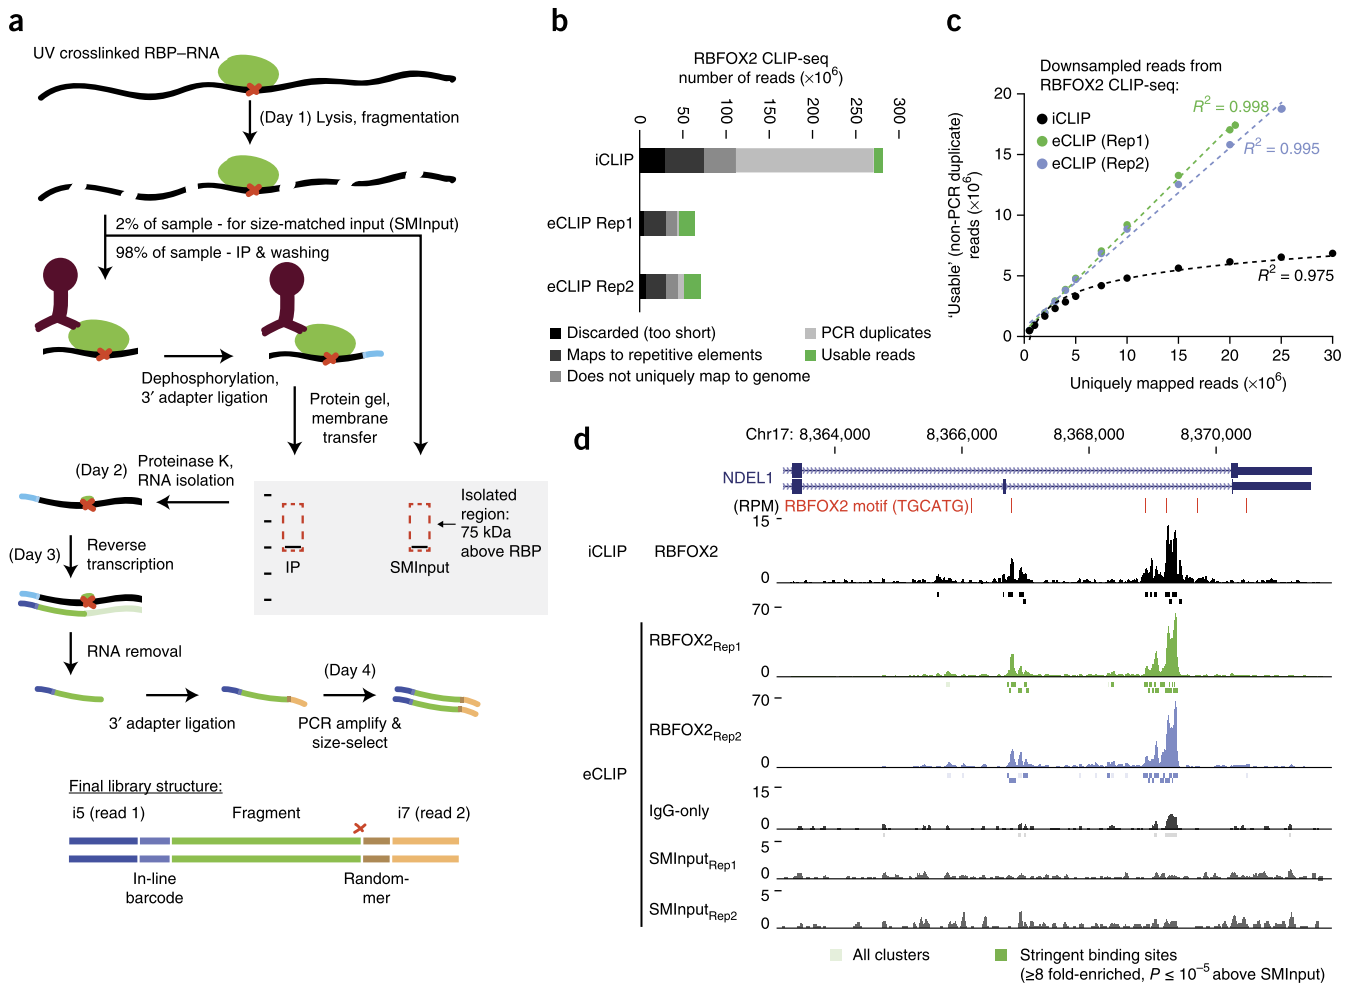 a
UV crosslinked RBP–RNA
(Day 1) Lysis, fragmentation
2% of sample - for size-matched input (SMInput)
98% of sample - IP & washing
Dephosphorylation,
3′ adapter ligation
Protein gel,
membrane
transfer
(Day 2)
Proteinase K,
RNA isolation
Isolated
region:
75 kDa
above RBP
IP
SMInput
(Day 3)
Reverse
transcription
RNA removal
3′ adapter ligation
(Day 4)
PCR amplify &
size-select
Final library structure:
i5 (read 1)
Fragment
i7 (read 2)
In-line
barcode
Random-
mer
b
RBFOX2 CLIP-seq
number of reads (×10⁶)
0 50 100 150 200 250 300
iCLIP
eCLIP Rep1
eCLIP Rep2
Discarded (too short)
Maps to repetitive elements
Does not uniquely map to genome
PCR duplicates
Usable reads
c
Downsampled reads from
RBFOX2 CLIP-seq:
iCLIP
eCLIP (Rep1)
eCLIP (Rep2)
R² = 0.998
R² = 0.995
R² = 0.975
'Usable' (non-PCR duplicate)
reads (×10⁶)
20
15
10
5
0
0 5 10 15 20 25 30
Uniquely mapped reads (×10⁶)
d
Chr17: 8,364,000 8,366,000 8,368,000 8,370,000
NDEL1
(RPM) RBFOX2 motif (TGCATG)
15
iCLIP RBFOX2
0
70
RBFOX2Rep1
0
70
RBFOX2Rep2
0
eCLIP
15
IgG-only
0
5
SMInputRep1
0
5
SMInputRep2
0
All clusters
Stringent binding sites
(≥8 fold-enriched, P ≤ 10⁻⁵ above SMInput)